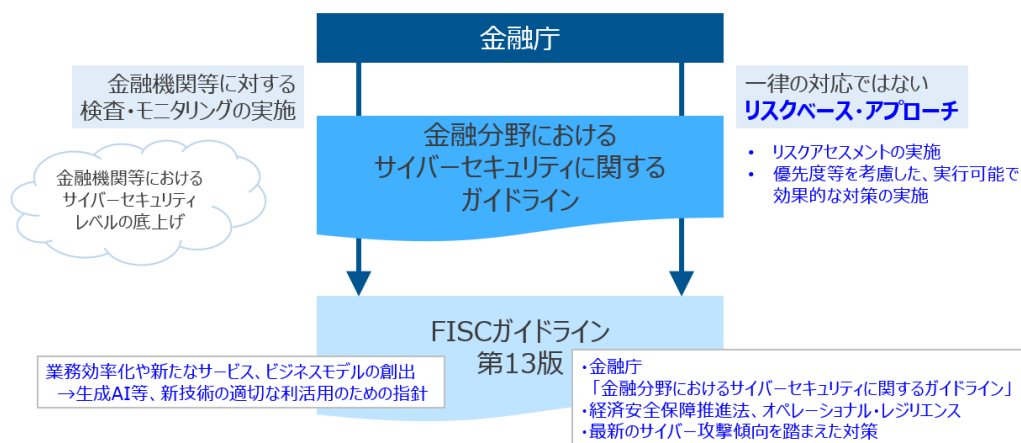 金融庁
金融機関等に対する
検査・モニタリングの実施
一律の対応ではない
リスクベース・アプローチ
金融分野における
サイバーセキュリティに関する
ガイドライン
・ リスクアセスメントの実施
・ 優先度等を考慮した、実行可能で
効果的な対策の実施
金融機関等における
サイバーセキュリティ
レベルの底上げ
FISCガイドライン
第13版
業務効率化や新たなサービス、ビジネスモデルの創出
→生成AI等、新技術の適切な利活用のための指針
・金融庁
「金融分野におけるサイバーセキュリティに関するガイドライン」
・経済安全保障推進法、オペレーショナル・レジリエンス
・最新のサイバー攻撃傾向を踏まえた対策